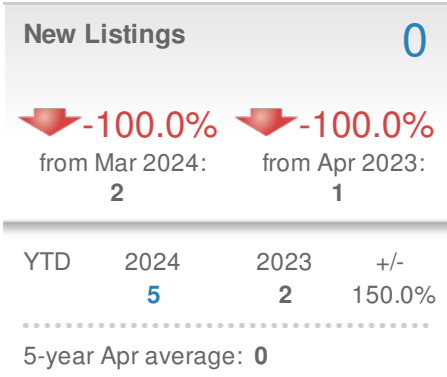 New Listings 0
-100.0% -100.0%
from Mar 2024: from Apr 2023:
2 1
YTD 2024 2023 +/-
5 2 150.0%
5-year Apr average: 0